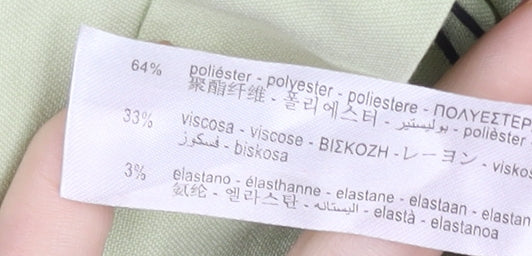 64% poliéster - polyester - poliestere - ΠΟΛΥΕΣΤΕΡ
聚酯纤维 - 폴리에스터 - بوليستير - polièster
33% viscosa - viscose - ΒΙΣΚΟΖΗ - レーヨン - viskos
فسكوز - biskosa
3% elastano - élasthanne - elastane - elastaan - elastan
氨纶 - 엘라스탄 - اليستانه - elastà - elastanoa